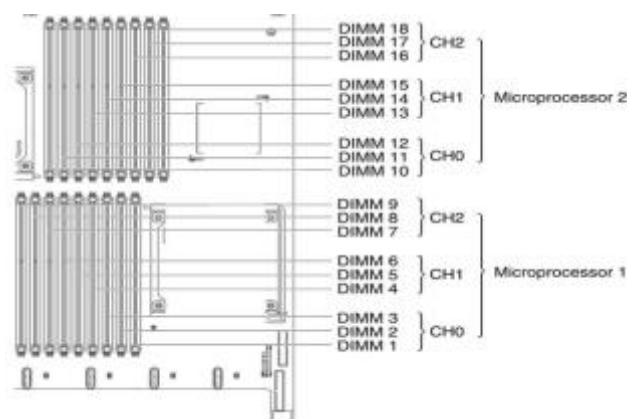 DIMM 18
DIMM 17 CH2
DIMM 16
Microprocessor 2
DIMM 15
DIMM 14 CH1
DIMM 13
DIMM 12
DIMM 11 CH0
DIMM 10
DIMM 9
DIMM 8 CH2
DIMM 7
DIMM 6
DIMM 5 CH1
Microprocessor 1
DIMM 4
DIMM 3
DIMM 2 CH0
DIMM 1